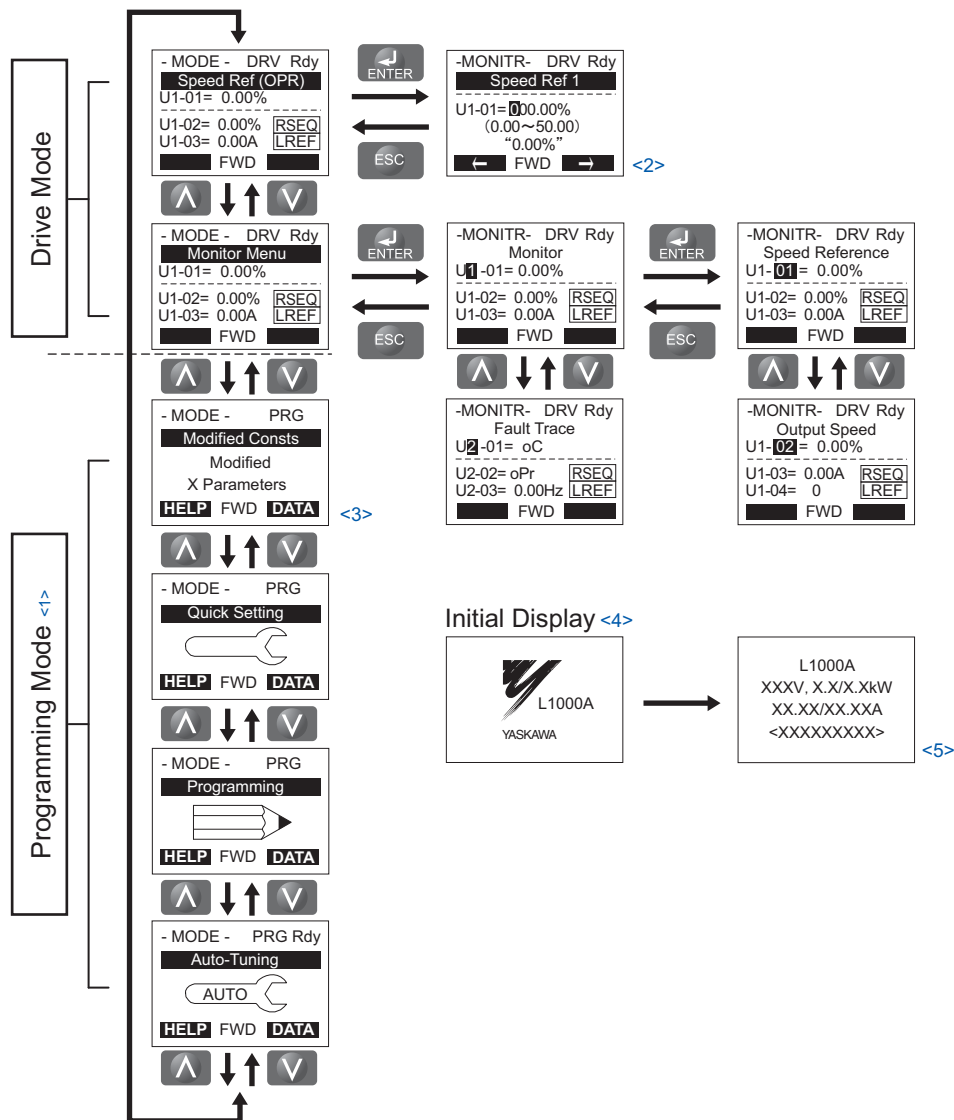 Drive Mode
- MODE - DRV Rdy
Speed Ref (OPR)
U1-01= 0.00%
U1-02= 0.00% RSEQ
U1-03= 0.00A LREF
FWD
ENTER
ESC
-MONITR- DRV Rdy
Speed Ref 1
U1-01= 000.00%
(0.00～50.00)
“0.00%”
← FWD →
<2>
- MODE - DRV Rdy
Monitor Menu
U1-01= 0.00%
U1-02= 0.00% RSEQ
U1-03= 0.00A LREF
FWD
ENTER
ESC
-MONITR- DRV Rdy
Monitor
U1 -01= 0.00%
U1-02= 0.00% RSEQ
U1-03= 0.00A LREF
FWD
ENTER
ESC
-MONITR- DRV Rdy
Speed Reference
U1- 01 = 0.00%
U1-02= 0.00% RSEQ
U1-03= 0.00A LREF
FWD
-MONITR- DRV Rdy
Fault Trace
U2 -01= oC
U2-02= oPr RSEQ
U2-03= 0.00Hz LREF
FWD
-MONITR- DRV Rdy
Output Speed
U1- 02 = 0.00%
U1-03= 0.00A RSEQ
U1-04= 0 LREF
FWD
Programming Mode <1>
- MODE - PRG
Modified Consts
Modified
X Parameters
HELP FWD DATA
<3>
- MODE - PRG
Quick Setting
HELP FWD DATA
- MODE - PRG
Programming
HELP FWD DATA
- MODE - PRG Rdy
Auto-Tuning
AUTO
HELP FWD DATA
Initial Display <4>
L1000A
YASKAWA
L1000A
XXXV, X.X/X.XkW
XX.XX/XX.XXA
<XXXXXXXXX>
<5>